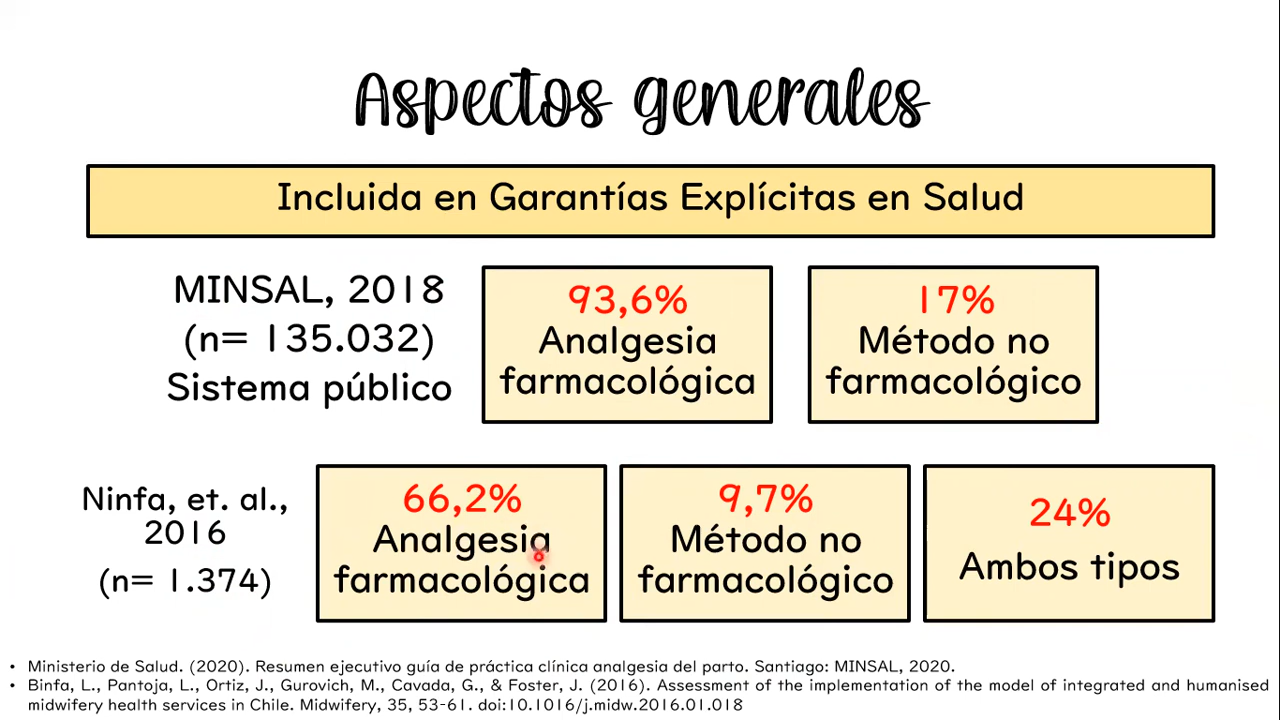 Aspectos generales
Incluida en Garantías Explícitas en Salud
MINSAL, 2018
(n= 135.032)
Sistema público
93,6%
Analgesia
farmacológica
17%
Método no
farmacológico
Ninfa, et. al.,
2016
(n= 1.374)
66,2%
Analgesia
farmacológica
9,7%
Método no
farmacológico
24%
Ambos tipos
• Ministerio de Salud. (2020). Resumen ejecutivo guía de práctica clínica analgesia del parto. Santiago: MINSAL, 2020.
• Binfa, L., Pantoja, L., Ortiz, J., Gurovich, M., Cavada, G., & Foster, J. (2016). Assessment of the implementation of the model of integrated and humanised
midwifery health services in Chile. Midwifery, 35, 53-61. doi:10.1016/j.midw.2016.01.018